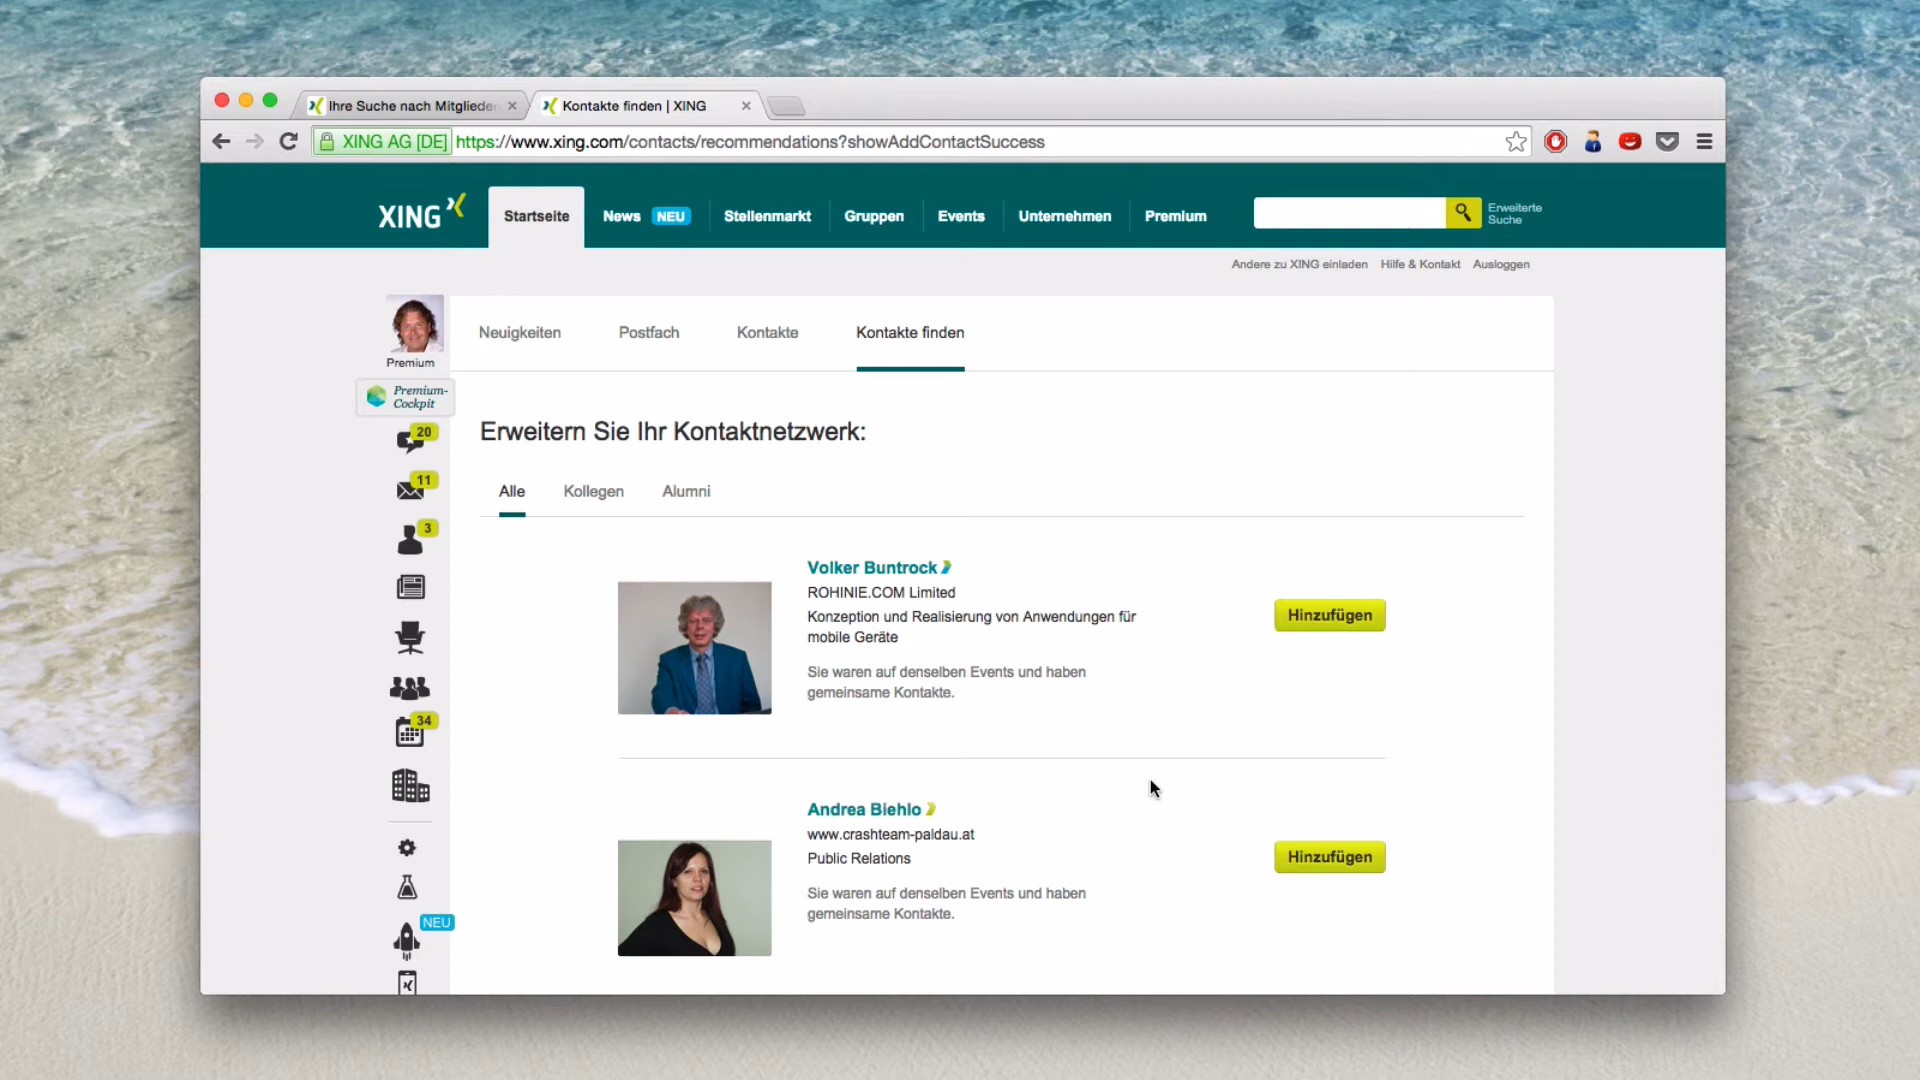 Ihre Suche nach Mitglieder
Kontakte finden | XING
XING AG [DE] https://www.xing.com/contacts/recommendations?showAddContactSuccess
XING
Startseite
News NEU
Stellenmarkt
Gruppen
Events
Unternehmen
Premium
Erweiterte
Suche
Andere zu XING einladen
Hilfe & Kontakt
Ausloggen
Premium
Premium-
Cockpit
20
11
3
34
NEU
Neuigkeiten
Postfach
Kontakte
Kontakte finden
Erweitern Sie Ihr Kontaktnetzwerk:
Alle
Kollegen
Alumni
Volker Buntrock
ROHINIE.COM Limited
Konzeption und Realisierung von Anwendungen für
mobile Geräte
Sie waren auf denselben Events und haben
gemeinsame Kontakte.
Hinzufügen
Andrea Biehlo
www.crashteam-paldau.at
Public Relations
Sie waren auf denselben Events und haben
gemeinsame Kontakte.
Hinzufügen